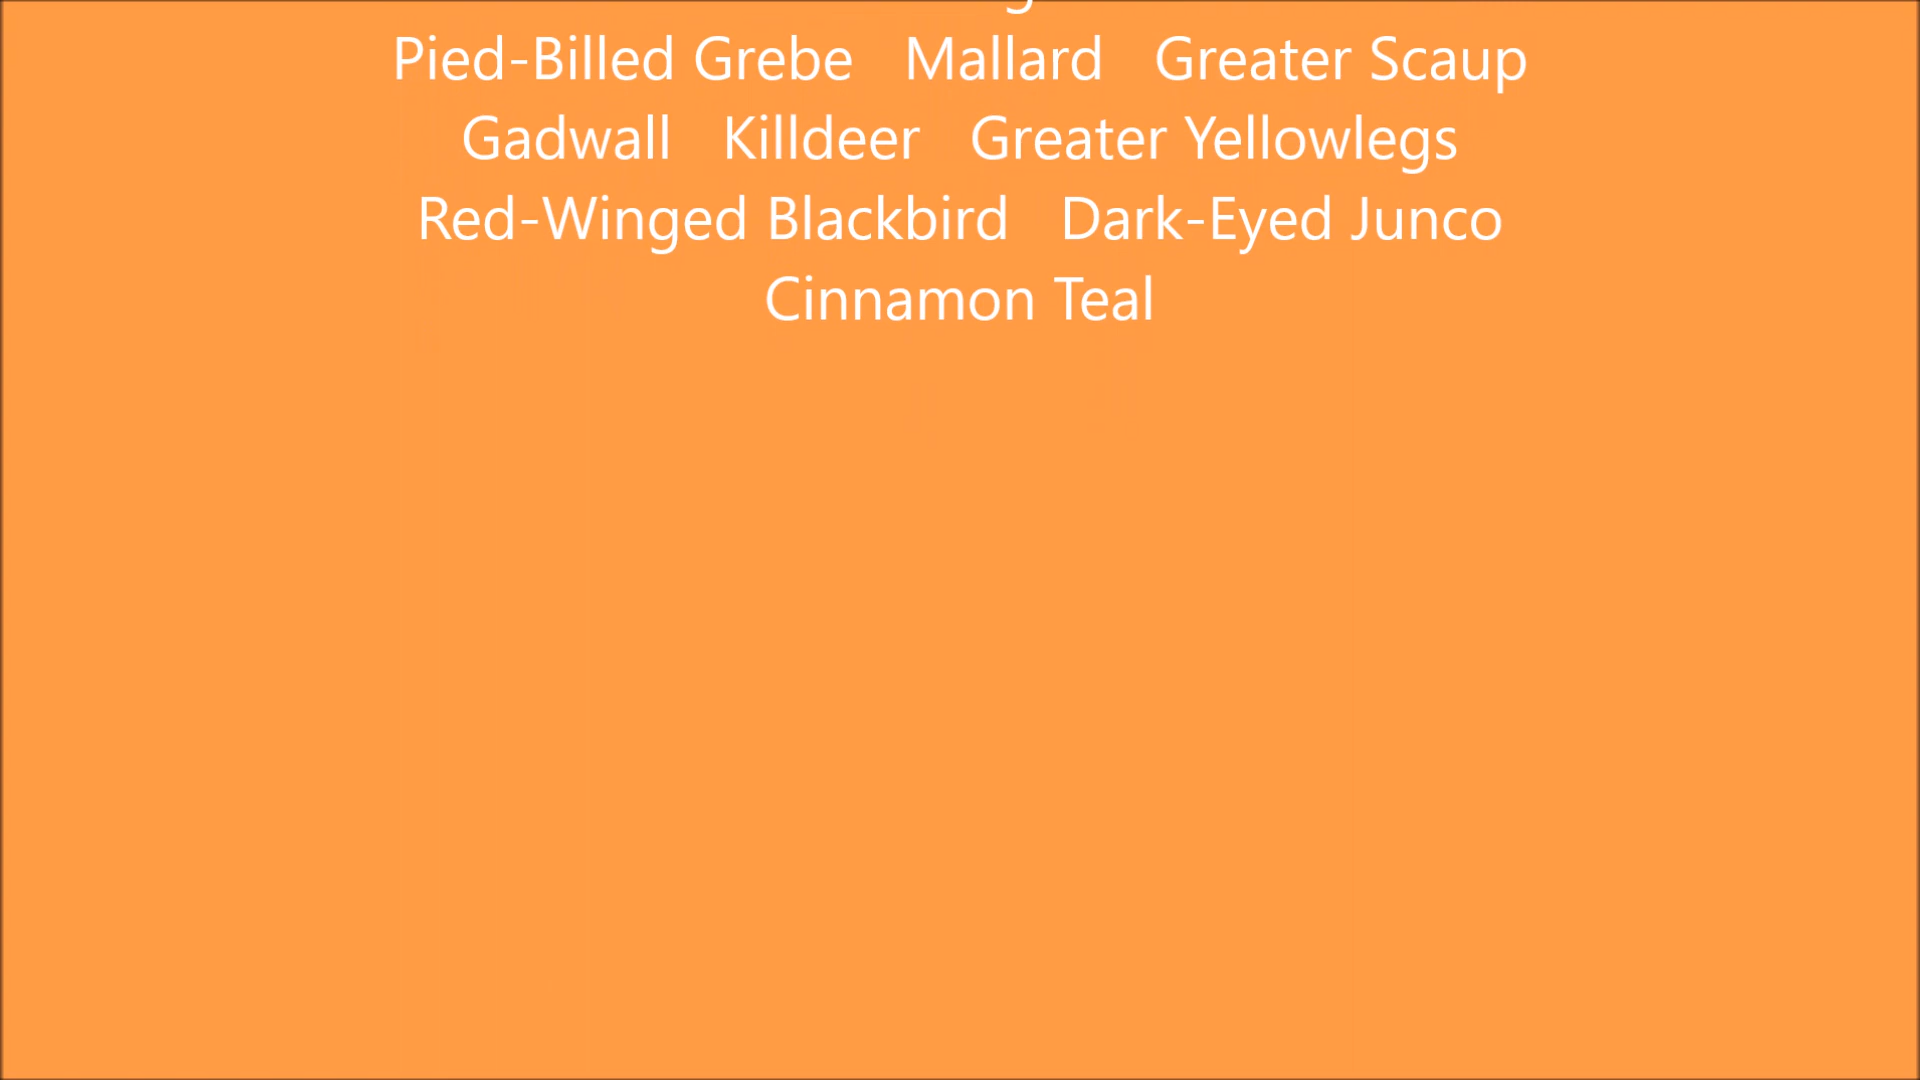 Pied-Billed Grebe   Mallard   Greater Scaup
Gadwall   Killdeer   Greater Yellowlegs
Red-Winged Blackbird   Dark-Eyed Junco
Cinnamon Teal